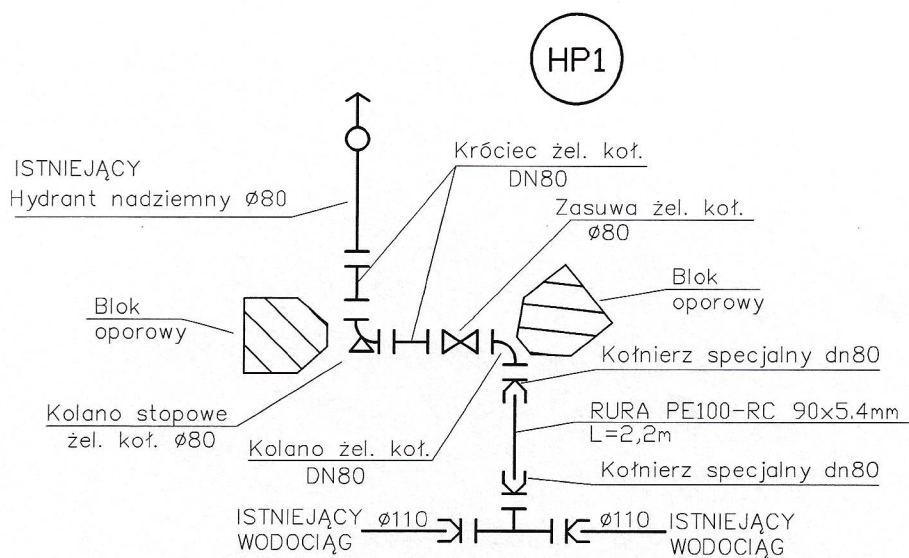 HP1
ISTNIEJĄCY
Hydrant nadziemny Ø80
Króciec żel. koł.
DN80
Zasuwa żel. koł.
Ø80
Blok
oporowy
Blok
oporowy
Kolano stopowe
żel. koł. Ø80
Kolano żel. koł.
DN80
Kołnierz specjalny dn80
RURA PE100-RC 90x5.4mm
L=2,2m
Kołnierz specjalny dn80
ISTNIEJĄCY
WODOCIĄG
Ø110
Ø110
ISTNIEJĄCY
WODOCIĄG